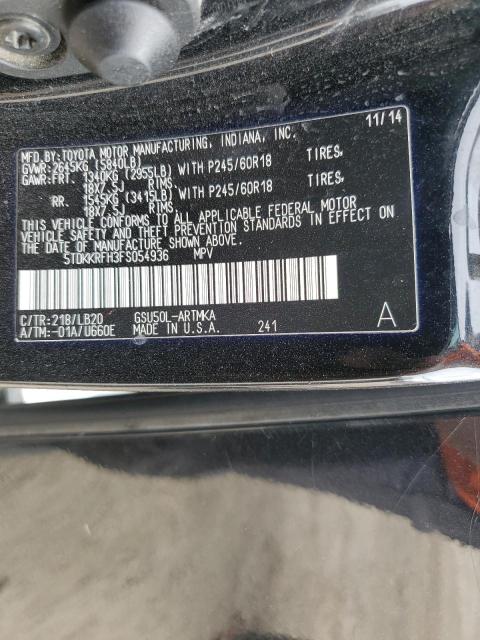 MFD. BY: TOYOTA MOTOR MANUFACTURING, INDIANA, INC. 11/14
GVWR: 2645KG (5840LB)
GAWR: FRT. 1340KG (2955LB) WITH P245/60R18 TIRES.
18X7.5J RIMS
RR. 1545KG (3415LB) WITH P245/60R18 TIRES.
18X7.5J RIMS
THIS VEHICLE CONFORMS TO ALL APPLICABLE FEDERAL MOTOR
VEHICLE SAFETY AND THEFT PREVENTION STANDARDS IN EFFECT ON
THE DATE OF MANUFACTURE SHOWN ABOVE.
5TDKKRFH3FS054936 MPV
C/TR:218/LB20 GSU50L-ARTMKA
A/TM:-01A/U660E MADE IN U.S.A. 241 A